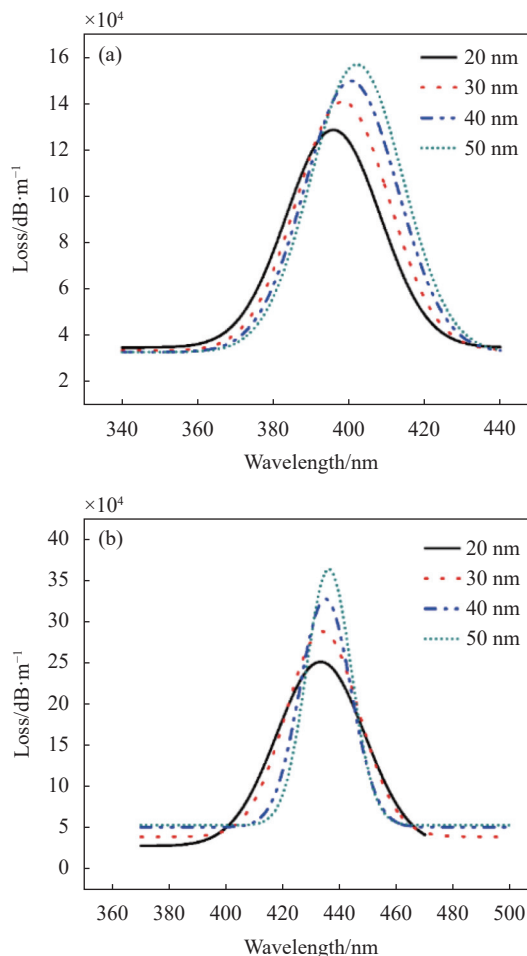 ×10⁴
(a)
20 nm
30 nm
40 nm
50 nm
16
14
12
10
8
6
4
2
Loss/dB·m⁻¹
340 360 380 400 420 440
Wavelength/nm
×10⁴
(b)
20 nm
30 nm
40 nm
50 nm
40
35
30
25
20
15
10
5
0
Loss/dB·m⁻¹
360 380 400 420 440 460 480 500
Wavelength/nm